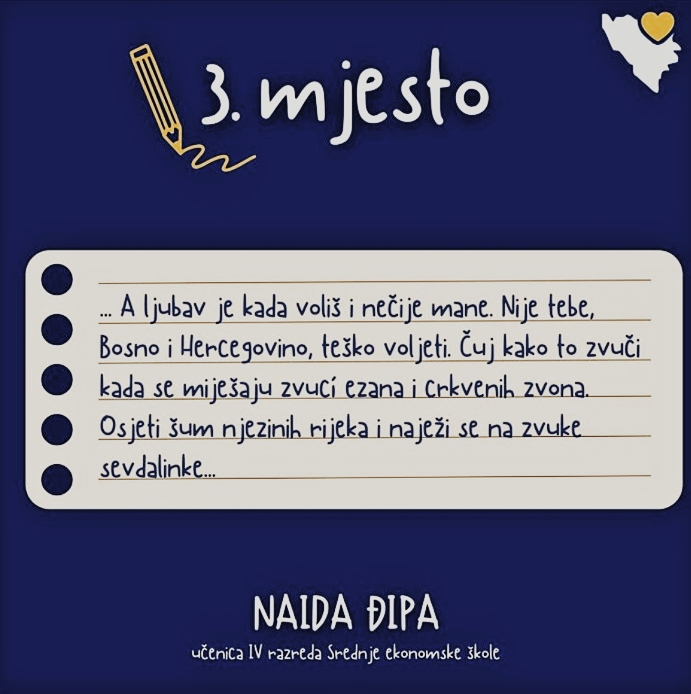 3. mjesto
... A ljubav je kada voliš i nečije mane. Nije tebe,
Bosno i Hercegovino, teško voljeti. Čuj kako to zvuči
kada se miješaju zvucí ezana i crkvenih zvona.
Osjeti šum njezinih rijeka i naježi se na zvuke
sevdalinke...
NAIDA ĐIPA
učenica IV razreda Srednje ekonomske škole